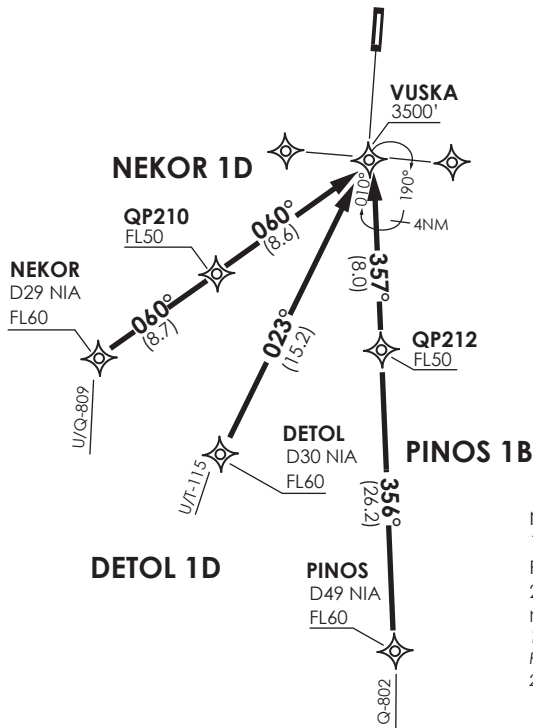 VUSKA
3500'
NEKOR 1D
010°
190°
4NM
QP210
FL50
060°
(8.6)
NEKOR
D29 NIA
FL60
060°
(8.7)
U/Q-809
023°
(15.2)
357°
(8.0)
QP212
FL50
DETOL
D30 NIA
FL60
U/T-115
PINOS 1B
356°
(26.2)
DETOL 1D
PINOS
D49 NIA
FL60
Q-802